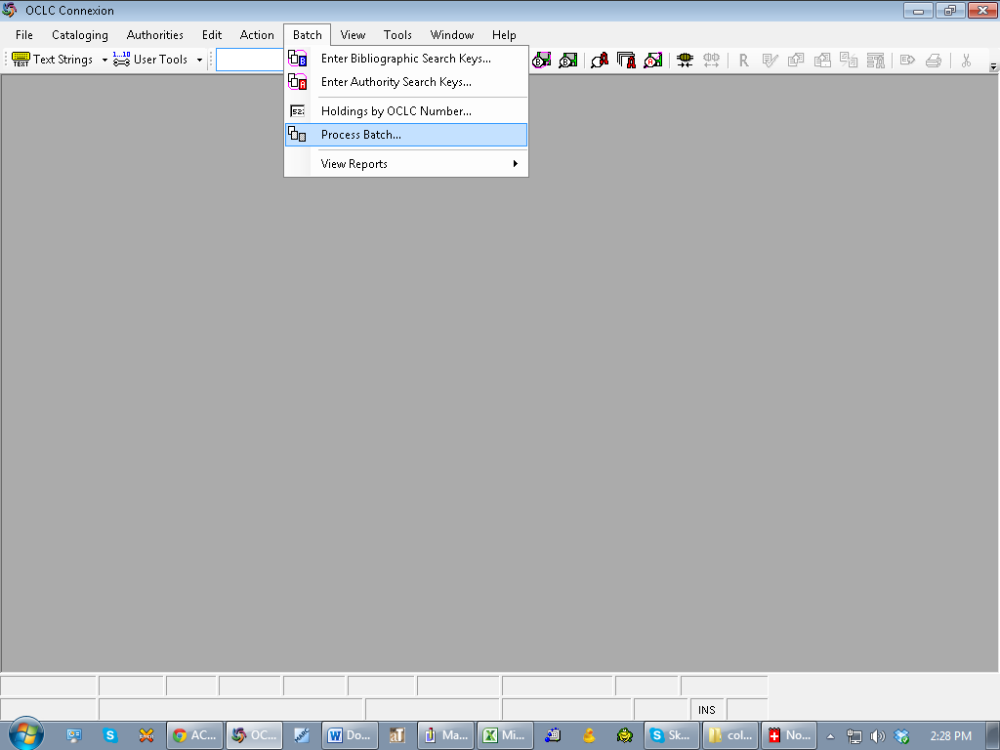 OCLC Connexion
File Cataloging Authorities Edit Action Batch View Tools Window Help
Text Strings User Tools
Enter Bibliographic Search Keys...
Enter Authority Search Keys...
Holdings by OCLC Number...
Process Batch...
View Reports
INS
AC... OC... Do... Ma... Mi... Sk... col... No... 2:28 PM